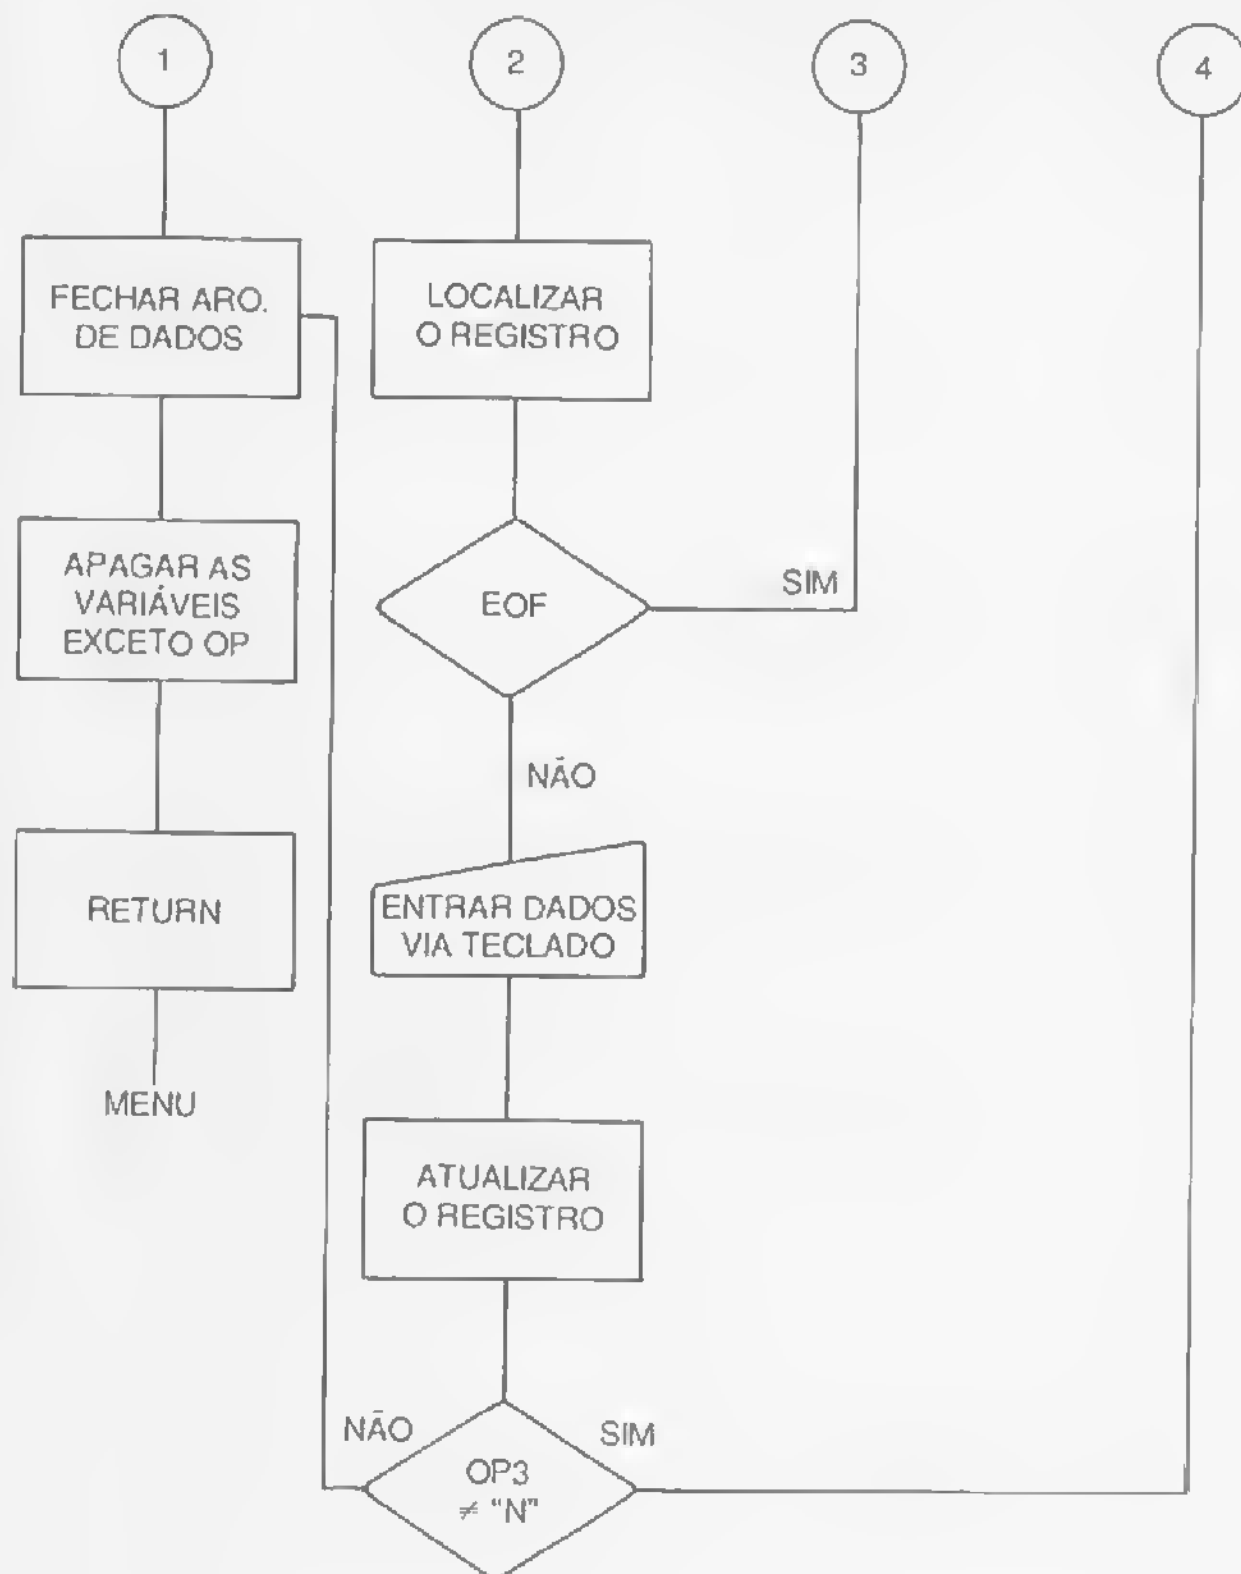 1
2
3
4
FECHAR ARQ.
DE DADOS
LOCALIZAR
O REGISTRO
APAGAR AS
VARIÁVEIS
EXCETO OP
EOF
SIM
NÃO
RETURN
ENTRAR DADOS
VIA TECLADO
MENU
ATUALIZAR
O REGISTRO
NÃO
SIM
OP3
≠ “N”